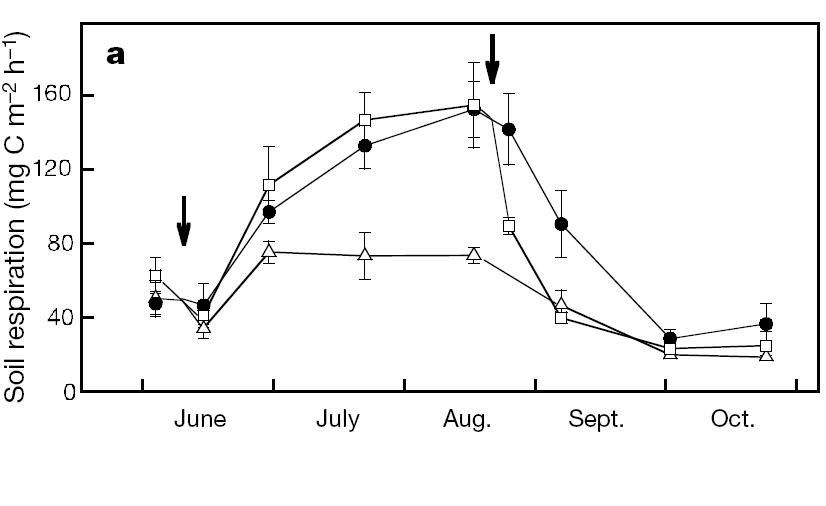 a
Soil respiration (mg C m⁻² h⁻¹)
160
120
80
40
0
June July Aug. Sept. Oct.